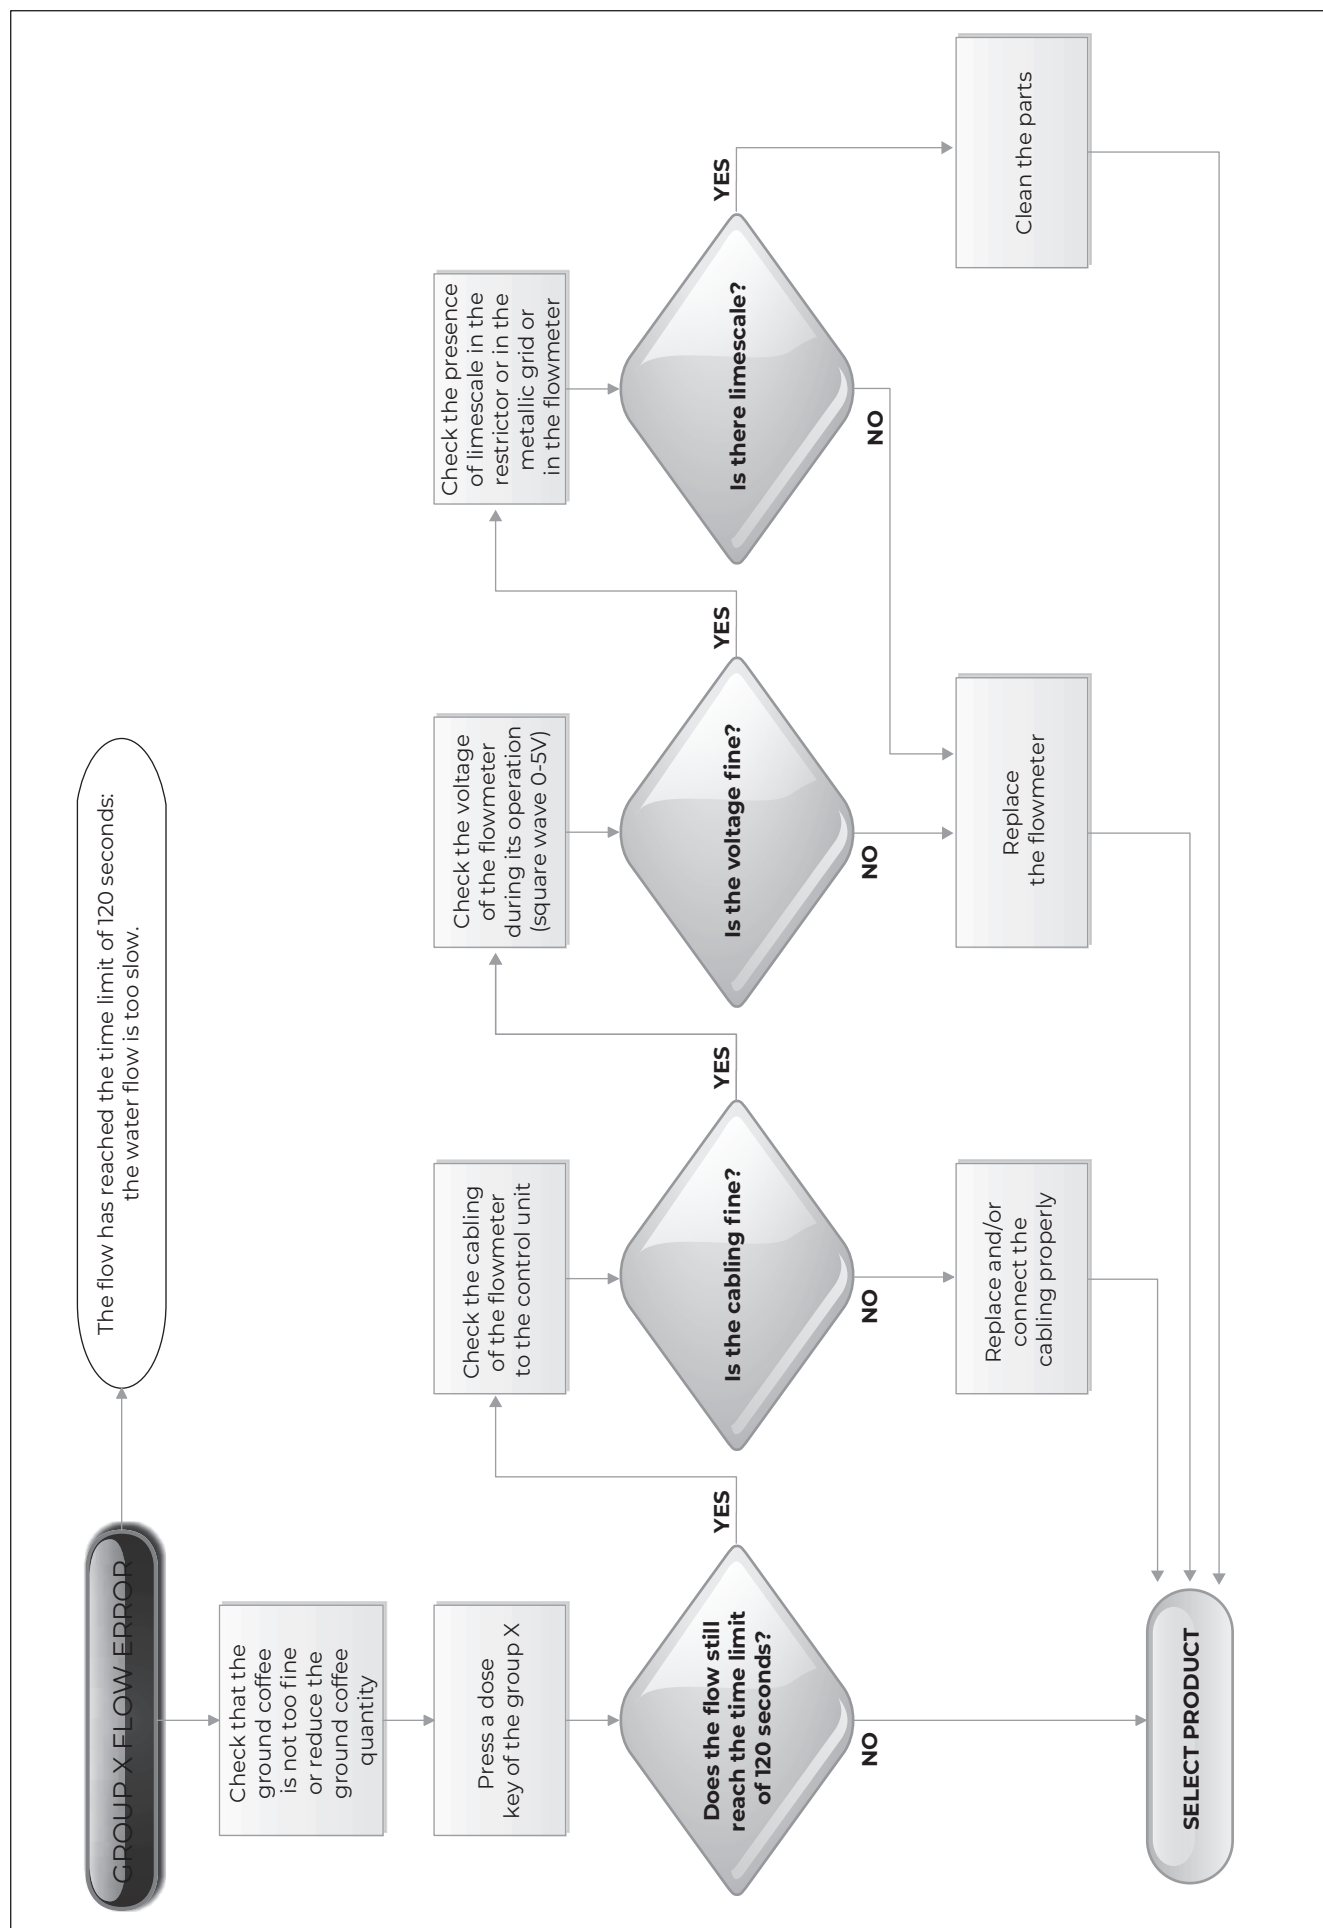 GROUP X FLOW ERROR
The flow has reached the time limit of 120 seconds:
the water flow is too slow.
Check that the
ground coffee
is not too fine
or reduce the
ground coffee
quantity
Press a dose
key of the group X
Does the flow still
reach the time limit
of 120 seconds?
YES
NO
Check the cabling
of the flowmeter
to the control unit
Is the cabling fine?
YES
NO
Replace and/or
connect the
cabling properly
Check the voltage
of the flowmeter
during its operation
(square wave 0-5V)
Is the voltage fine?
YES
NO
Replace
the flowmeter
Check the presence
of limescale in the
restrictor or in the
metallic grid or
in the flowmeter
Is there limescale?
YES
NO
Clean the parts
SELECT PRODUCT